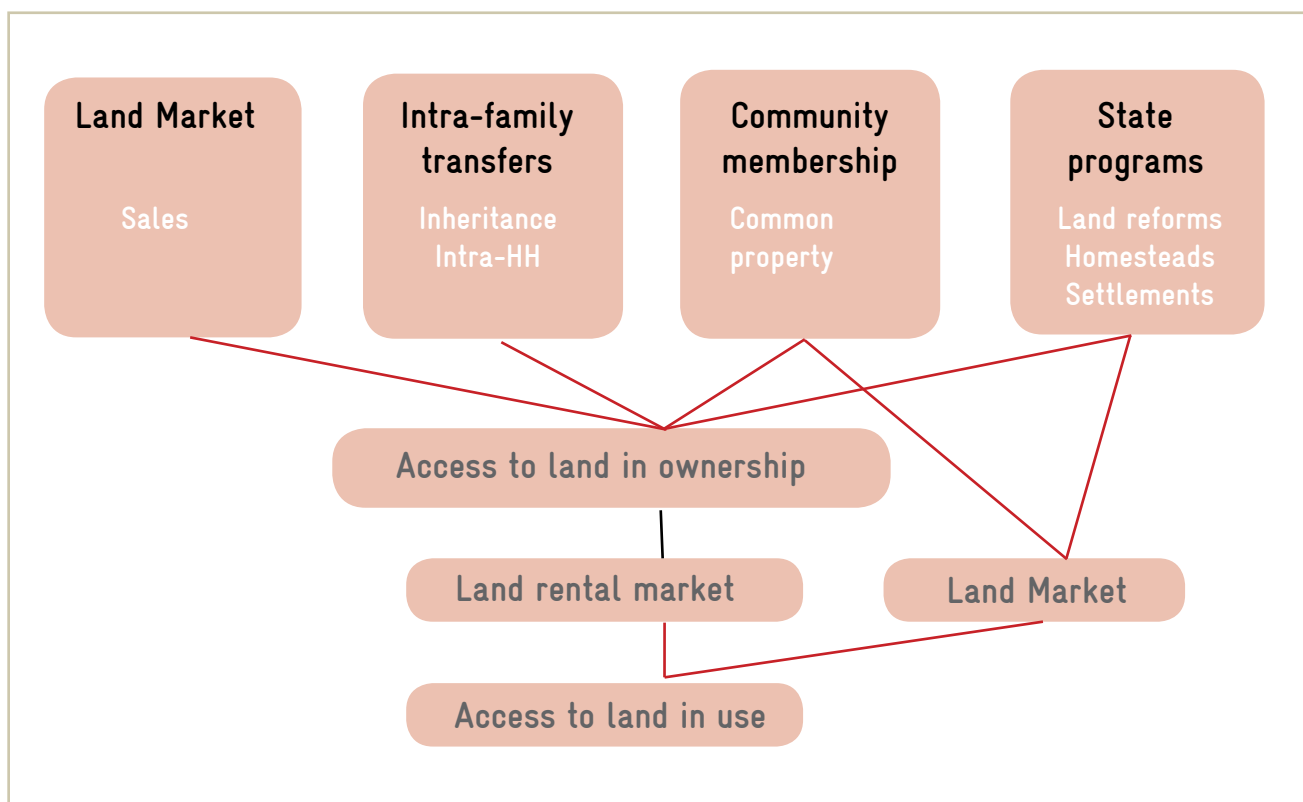 Land Market
Sales
Intra-family
transfers
Inheritance
Intra-HH
Community
membership
Common
property
State
programs
Land reforms
Homesteads
Settlements
Access to land in ownership
Land rental market
Land Market
Access to land in use